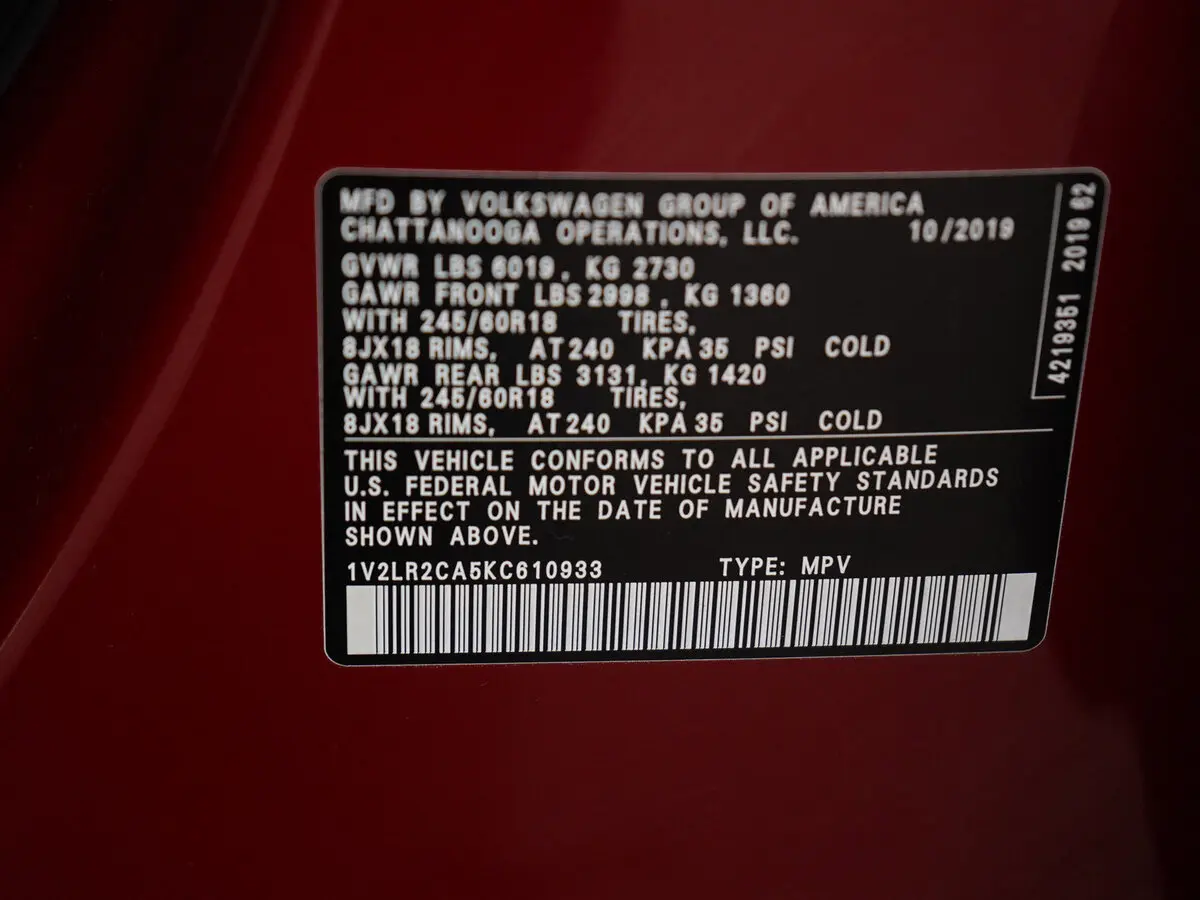 MFD BY VOLKSWAGEN GROUP OF AMERICA
CHATTANOOGA OPERATIONS, LLC. 10/2019
GVWR LBS 6019, KG 2730
GAWR FRONT LBS 2998, KG 1360
WITH 245/60R18 TIRES,
8JX18 RIMS, AT 240 KPA 35 PSI COLD
GAWR REAR LBS 3131, KG 1420
WITH 245/60R18 TIRES,
8JX18 RIMS, AT 240 KPA 35 PSI COLD
THIS VEHICLE CONFORMS TO ALL APPLICABLE
U.S. FEDERAL MOTOR VEHICLE SAFETY STANDARDS
IN EFFECT ON THE DATE OF MANUFACTURE
SHOWN ABOVE.
1V2LR2CA5KC610933 TYPE: MPV
4219351 2019 62